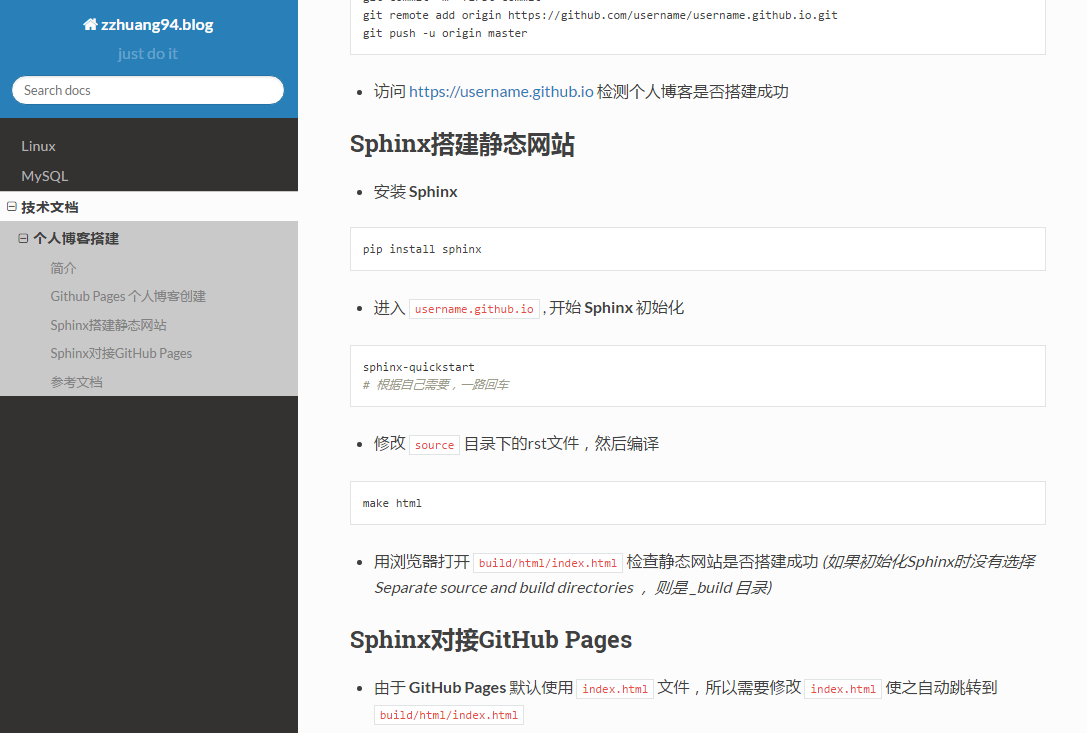 zzhuang94.blog
just do it
Search docs
Linux
MySQL
技术文档
个人博客搭建
简介
Github Pages 个人博客创建
Sphinx搭建静态网站
Sphinx对接GitHub Pages
参考文档
git remote add origin https://github.com/username/username.github.io.git
git push -u origin master
访问 https://username.github.io 检测个人博客是否搭建成功
Sphinx搭建静态网站
安装 Sphinx
pip install sphinx
进入 username.github.io , 开始 Sphinx 初始化
sphinx-quickstart
# 根据自己需要，一路回车
修改 source 目录下的rst文件，然后编译
make html
用浏览器打开 build/html/index.html 检查静态网站是否搭建成功 (如果初始化Sphinx时没有选择
Separate source and build directories ， 则是 _build 目录)
Sphinx对接GitHub Pages
由于 GitHub Pages 默认使用 index.html 文件，所以需要修改 index.html 使之自动跳转到
build/html/index.html